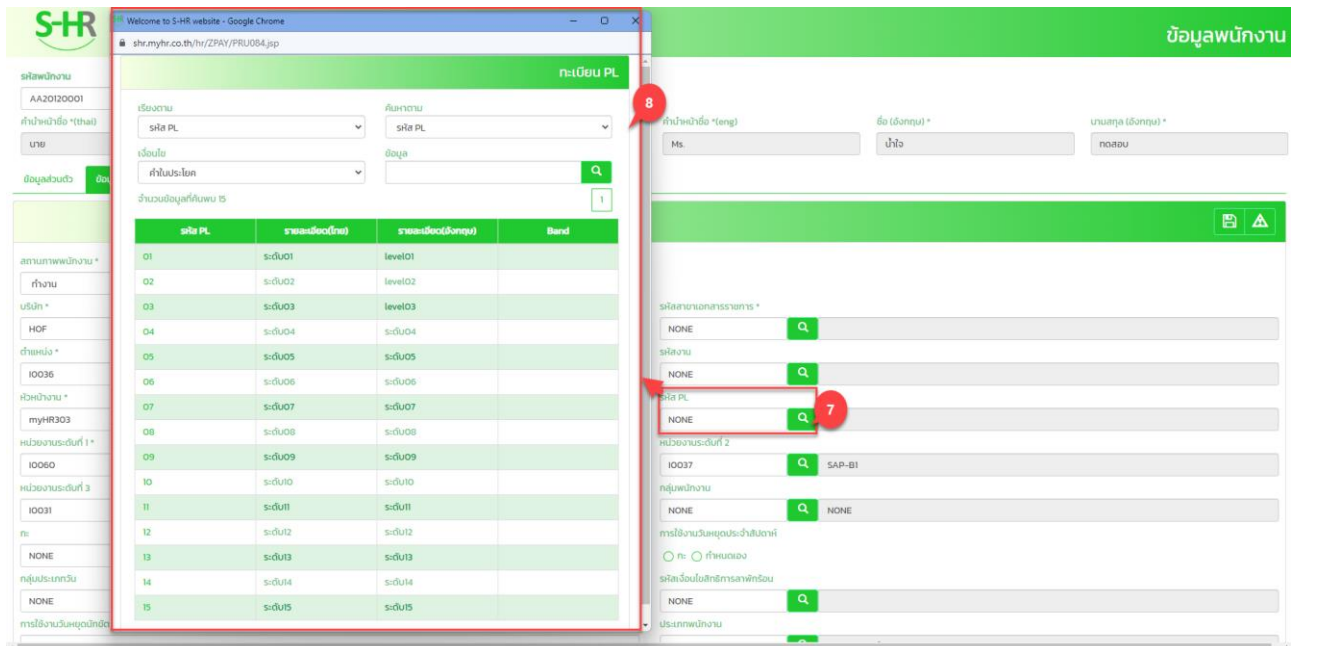 S-HR
Welcome to S-HR website - Google Chrome
shr.myhr.co.th/hr/ZPAY/PRU084.jsp
ข้อมูลพนักงาน
ทะเบียน PL
รหัสพนักงาน
AA20120001
คำนำหน้าชื่อ *(thai)
นาย
คำนำหน้าชื่อ *(eng)
Ms.
ชื่อ (อังกฤษ) *
น้ำใจ
นามสกุล (อังกฤษ) *
ทดสอบ
ข้อมูลส่วนตัว
เรียงตาม
ค้นหาตาม
รหัส PL
รหัส PL
8
เงื่อนไข
ข้อมูล
คำในประโยค
จำนวนข้อมูลที่ค้นพบ 15
1
รหัส PL รายละเอียด(ไทย) รายละเอียด(อังกฤษ) Band
01 ระดับ01 level01
02 ระดับ02 level02
03 ระดับ03 level03
04 ระดับ04 ระดับ04
05 ระดับ05 ระดับ05
06 ระดับ06 ระดับ06
07 ระดับ07 ระดับ07
08 ระดับ08 ระดับ08
09 ระดับ09 ระดับ09
10 ระดับ10 ระดับ10
11 ระดับ11 ระดับ11
12 ระดับ12 ระดับ12
13 ระดับ13 ระดับ13
14 ระดับ14 ระดับ14
15 ระดับ15 ระดับ15
สถานภาพพนักงาน *
ทำงาน
บริษัท *
HOF
ตำแหน่ง *
I0036
หัวหน้างาน *
myHR303
หน่วยงานระดับที่ 1 *
I0060
หน่วยงานระดับที่ 3
I0031
กะ
NONE
กลุ่มประเภทวัน
NONE
รหัสสาขาเอกสารราชการ *
NONE
รหัสงาน
NONE
รหัส PL
NONE
7
หน่วยงานระดับที่ 2
I0037 SAP-B1
กลุ่มพนักงาน
NONE NONE
การใช้งานวันหยุดประจำสัปดาห์
กะ กำหนดเอง
รหัสเงื่อนไขสิทธิการลาพักร้อน
NONE
ประเภทพนักงาน